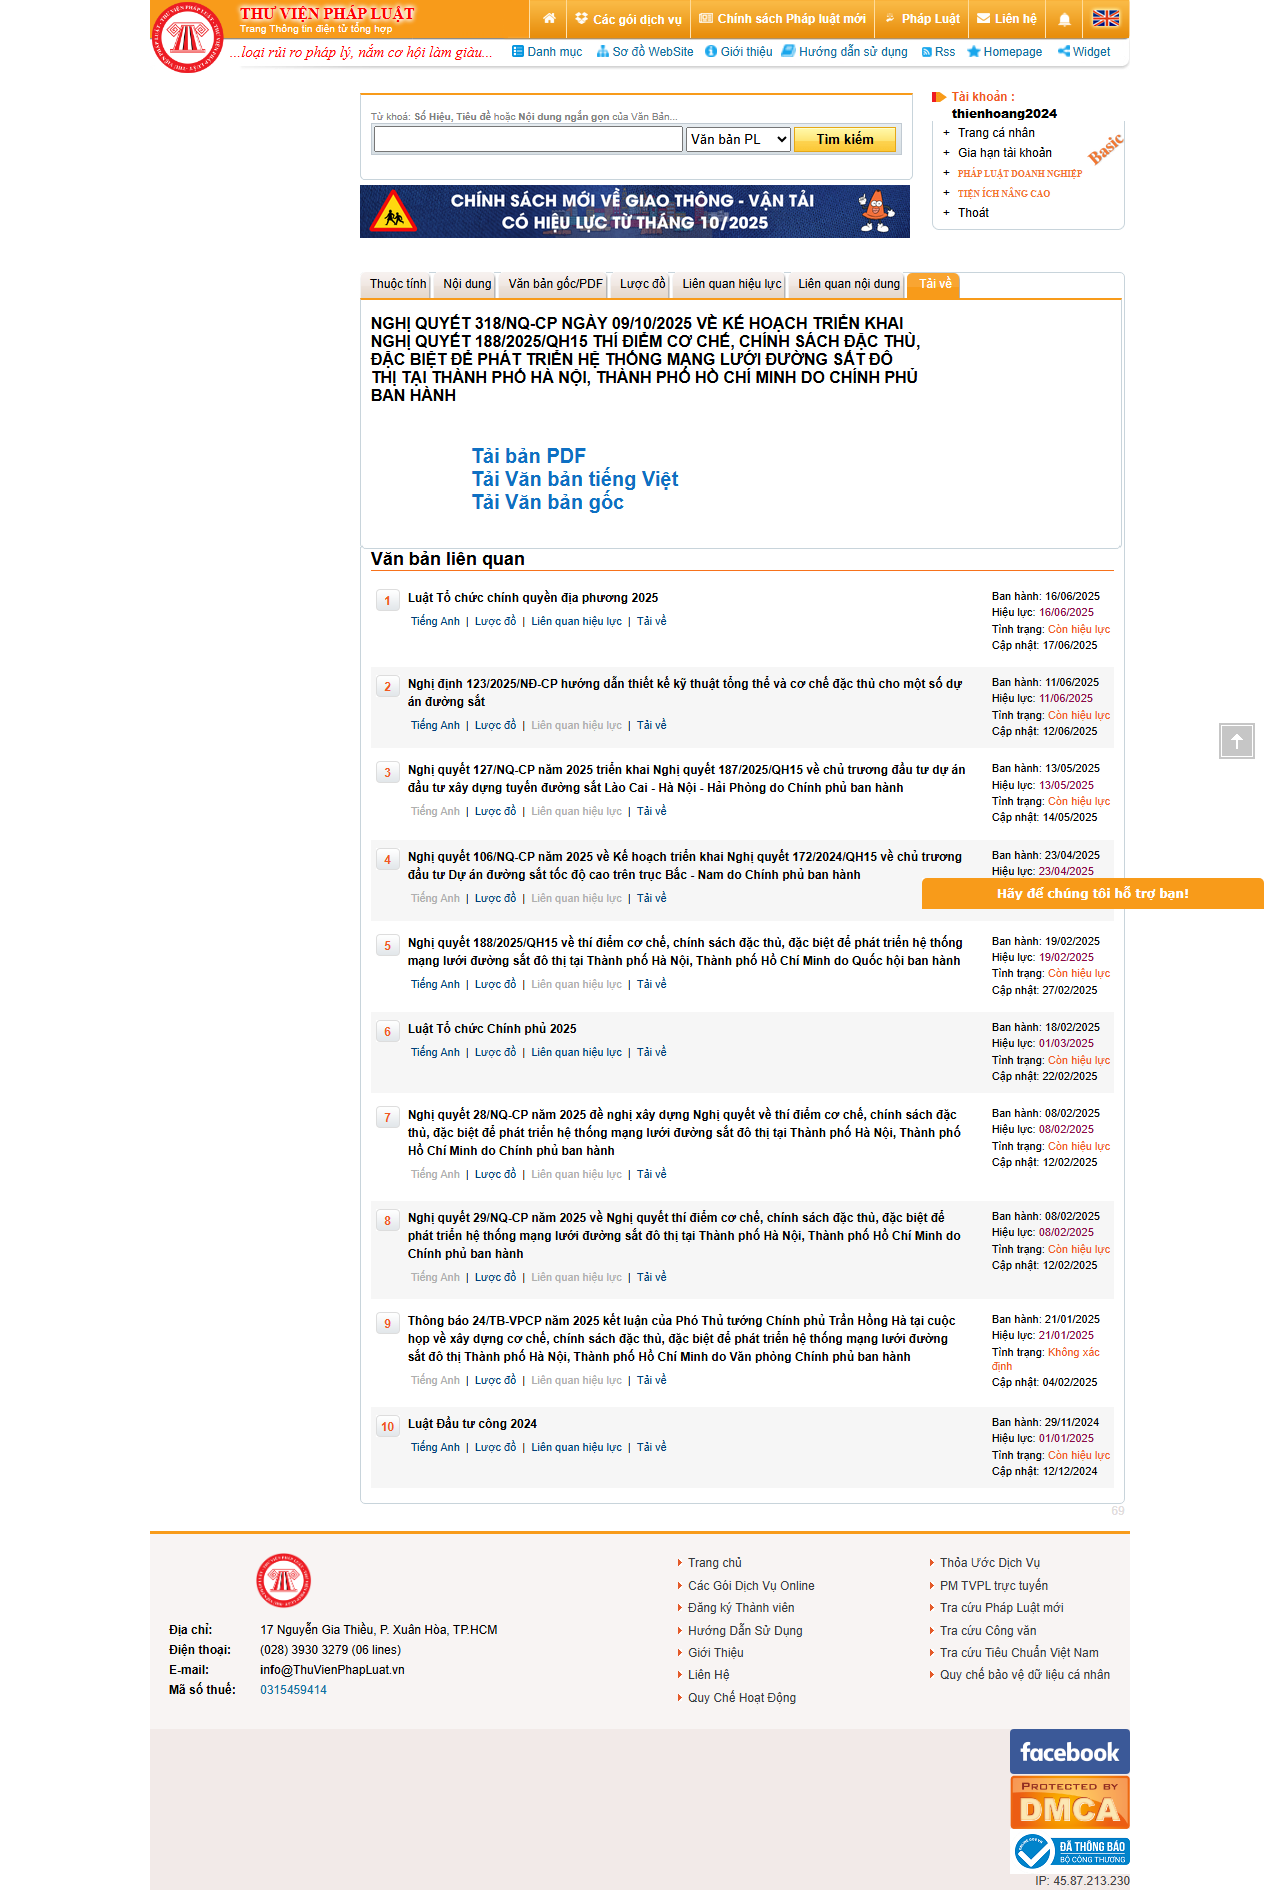 THƯ VIỆN PHÁP LUẬT
Trang Thông tin điện tử tổng hợp
Các gói dịch vụ
Chính sách Pháp luật mới
Pháp Luật
Liên hệ
...loại rủi ro pháp lý, nắm cơ hội làm giàu...
Danh mục
Sơ đồ WebSite
Giới thiệu
Hướng dẫn sử dụng
Rss
Homepage
Widget
Từ khoá: Số Hiệu, Tiêu đề hoặc Nội dung ngắn gọn của Văn Bản...
Văn bản PL
Tìm kiếm
Tài khoản :
thienhoang2024
+ Trang cá nhân
+ Gia hạn tài khoản
+ PHÁP LUẬT DOANH NGHIỆP
+ TIỆN ÍCH NÂNG CAO
+ Thoát
Basic
CHÍNH SÁCH MỚI VỀ GIAO THÔNG - VẬN TẢI
CÓ HIỆU LỰC TỪ THÁNG 10/2025
Thuộc tính
Nội dung
Văn bản gốc/PDF
Lược đồ
Liên quan hiệu lực
Liên quan nội dung
Tải về
NGHỊ QUYẾT 318/NQ-CP NGÀY 09/10/2025 VỀ KẾ HOẠCH TRIỂN KHAI
NGHỊ QUYẾT 188/2025/QH15 THÍ ĐIỂM CƠ CHẾ, CHÍNH SÁCH ĐẶC THÙ,
ĐẶC BIỆT ĐỂ PHÁT TRIỂN HỆ THỐNG MẠNG LƯỚI ĐƯỜNG SẮT ĐÔ
THỊ TẠI THÀNH PHỐ HÀ NỘI, THÀNH PHỐ HỒ CHÍ MINH DO CHÍNH PHỦ
BAN HÀNH
Tải bản PDF
Tải Văn bản tiếng Việt
Tải Văn bản gốc
Văn bản liên quan
1
Luật Tổ chức chính quyền địa phương 2025
Tiếng Anh | Lược đồ | Liên quan hiệu lực | Tải về
Ban hành: 16/06/2025
Hiệu lực: 16/06/2025
Tình trạng: Còn hiệu lực
Cập nhật: 17/06/2025
2
Nghị định 123/2025/NĐ-CP hướng dẫn thiết kế kỹ thuật tổng thể và cơ chế đặc thù cho một số dự
án đường sắt
Tiếng Anh | Lược đồ | Liên quan hiệu lực | Tải về
Ban hành: 11/06/2025
Hiệu lực: 11/06/2025
Tình trạng: Còn hiệu lực
Cập nhật: 12/06/2025
3
Nghị quyết 127/NQ-CP năm 2025 triển khai Nghị quyết 187/2025/QH15 về chủ trương đầu tư dự án
đầu tư xây dựng tuyến đường sắt Lào Cai - Hà Nội - Hải Phòng do Chính phủ ban hành
Tiếng Anh | Lược đồ | Liên quan hiệu lực | Tải về
Ban hành: 13/05/2025
Hiệu lực: 13/05/2025
Tình trạng: Còn hiệu lực
Cập nhật: 14/05/2025
4
Nghị quyết 106/NQ-CP năm 2025 về Kế hoạch triển khai Nghị quyết 172/2024/QH15 về chủ trương
đầu tư Dự án đường sắt tốc độ cao trên trục Bắc - Nam do Chính phủ ban hành
Tiếng Anh | Lược đồ | Liên quan hiệu lực | Tải về
Ban hành: 23/04/2025
Hiệu lực: 23/04/2025
Hãy để chúng tôi hỗ trợ bạn!
5
Nghị quyết 188/2025/QH15 về thí điểm cơ chế, chính sách đặc thù, đặc biệt để phát triển hệ thống
mạng lưới đường sắt đô thị tại Thành phố Hà Nội, Thành phố Hồ Chí Minh do Quốc hội ban hành
Tiếng Anh | Lược đồ | Liên quan hiệu lực | Tải về
Ban hành: 19/02/2025
Hiệu lực: 19/02/2025
Tình trạng: Còn hiệu lực
Cập nhật: 27/02/2025
6
Luật Tổ chức Chính phủ 2025
Tiếng Anh | Lược đồ | Liên quan hiệu lực | Tải về
Ban hành: 18/02/2025
Hiệu lực: 01/03/2025
Tình trạng: Còn hiệu lực
Cập nhật: 22/02/2025
7
Nghị quyết 28/NQ-CP năm 2025 đề nghị xây dựng Nghị quyết về thí điểm cơ chế, chính sách đặc
thù, đặc biệt để phát triển hệ thống mạng lưới đường sắt đô thị tại Thành phố Hà Nội, Thành phố
Hồ Chí Minh do Chính phủ ban hành
Tiếng Anh | Lược đồ | Liên quan hiệu lực | Tải về
Ban hành: 08/02/2025
Hiệu lực: 08/02/2025
Tình trạng: Còn hiệu lực
Cập nhật: 12/02/2025
8
Nghị quyết 29/NQ-CP năm 2025 về Nghị quyết thí điểm cơ chế, chính sách đặc thù, đặc biệt để
phát triển hệ thống mạng lưới đường sắt đô thị tại Thành phố Hà Nội, Thành phố Hồ Chí Minh do
Chính phủ ban hành
Tiếng Anh | Lược đồ | Liên quan hiệu lực | Tải về
Ban hành: 08/02/2025
Hiệu lực: 08/02/2025
Tình trạng: Còn hiệu lực
Cập nhật: 12/02/2025
9
Thông báo 24/TB-VPCP năm 2025 kết luận của Phó Thủ tướng Chính phủ Trần Hồng Hà tại cuộc
họp về xây dựng cơ chế, chính sách đặc thù, đặc biệt để phát triển hệ thống mạng lưới đường
sắt đô thị Thành phố Hà Nội, Thành phố Hồ Chí Minh do Văn phòng Chính phủ ban hành
Tiếng Anh | Lược đồ | Liên quan hiệu lực | Tải về
Ban hành: 21/01/2025
Hiệu lực: 21/01/2025
Tình trạng: Không xác
định
Cập nhật: 04/02/2025
10
Luật Đầu tư công 2024
Tiếng Anh | Lược đồ | Liên quan hiệu lực | Tải về
Ban hành: 29/11/2024
Hiệu lực: 01/01/2025
Tình trạng: Còn hiệu lực
Cập nhật: 12/12/2024
69
Địa chỉ: 17 Nguyễn Gia Thiều, P. Xuân Hòa, TP.HCM
Điện thoại: (028) 3930 3279 (06 lines)
E-mail: info@ThuVienPhapLuat.vn
Mã số thuế: 0315459414
Trang chủ
Các Gói Dịch Vụ Online
Đăng ký Thành viên
Hướng Dẫn Sử Dụng
Giới Thiệu
Liên Hệ
Quy Chế Hoạt Động
Thỏa Ước Dịch Vụ
PM TVPL trực tuyến
Tra cứu Pháp Luật mới
Tra cứu Công văn
Tra cứu Tiêu Chuẩn Việt Nam
Quy chế bảo vệ dữ liệu cá nhân
facebook
PROTECTED BY
DMCA
ĐÃ THÔNG BÁO
BỘ CÔNG THƯƠNG
IP: 45.87.213.230